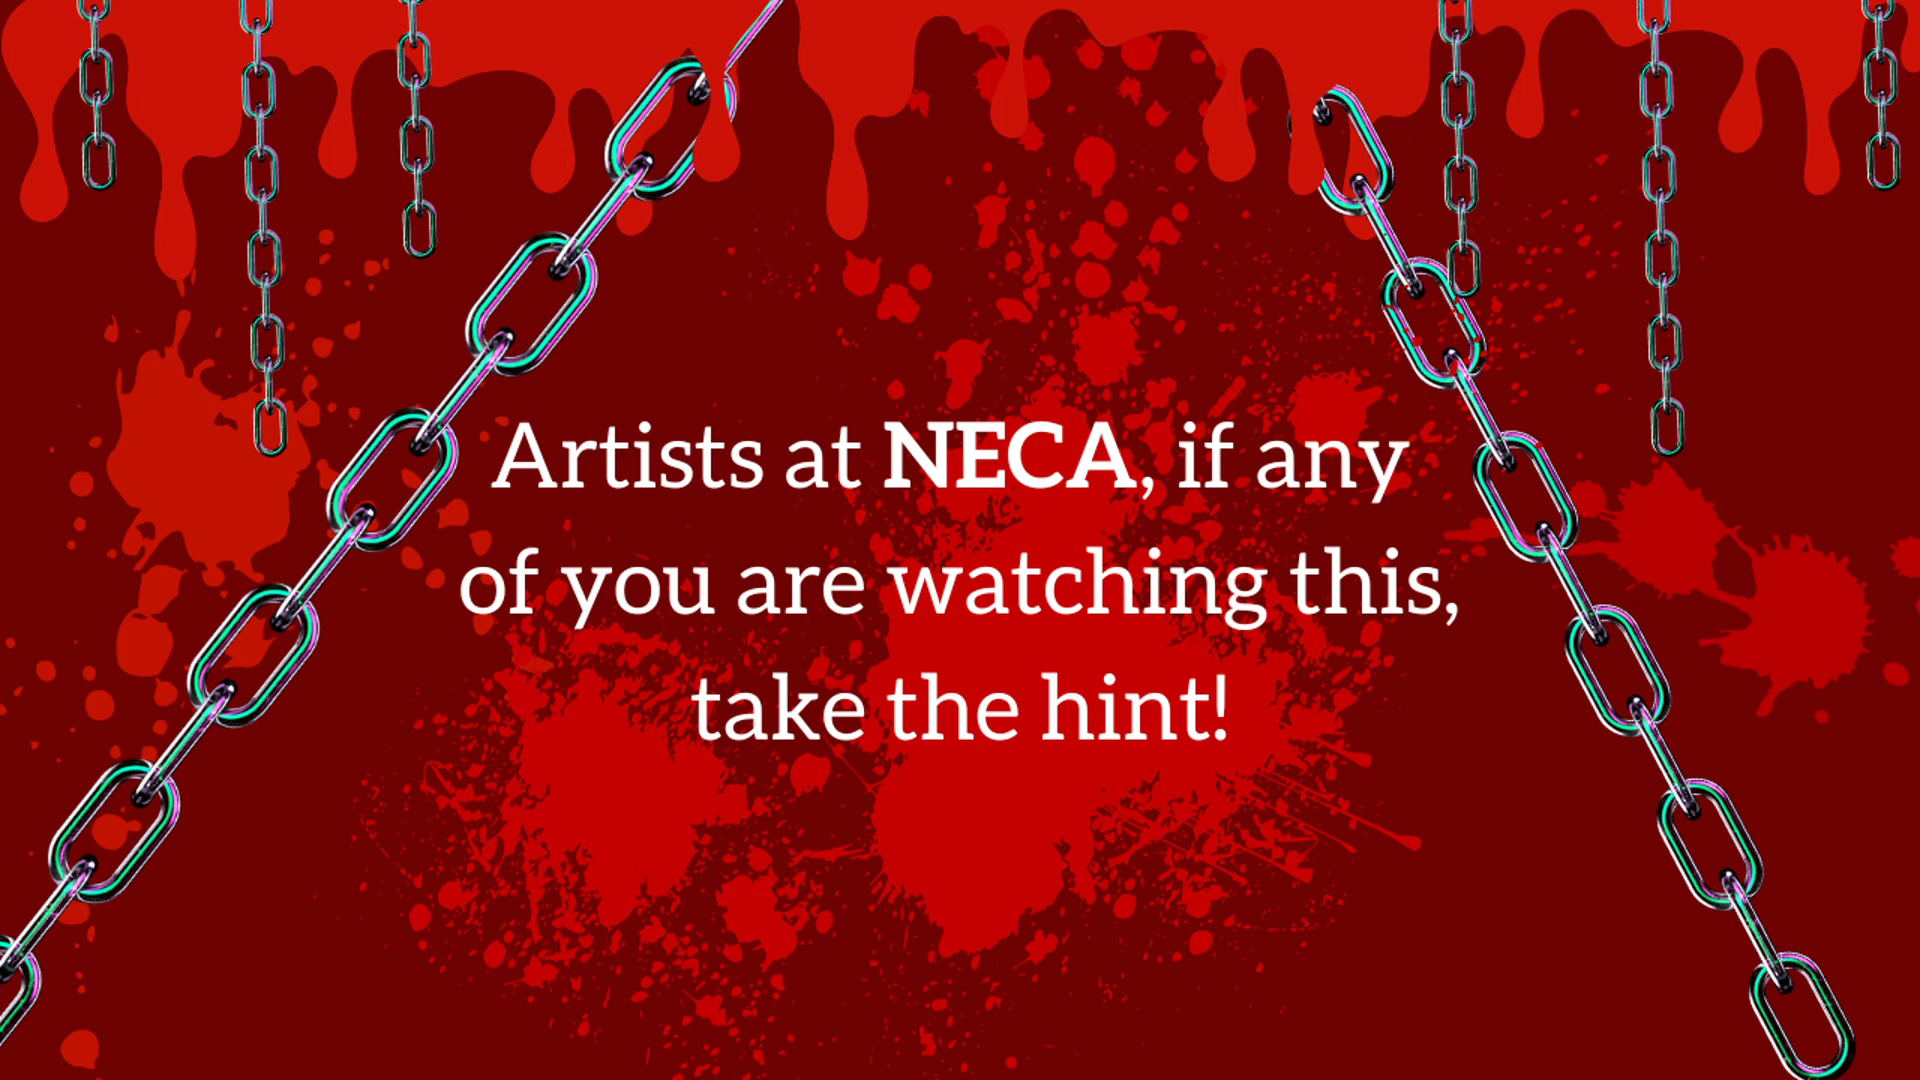 Artists at NECA, if any
of you are watching this,
take the hint!